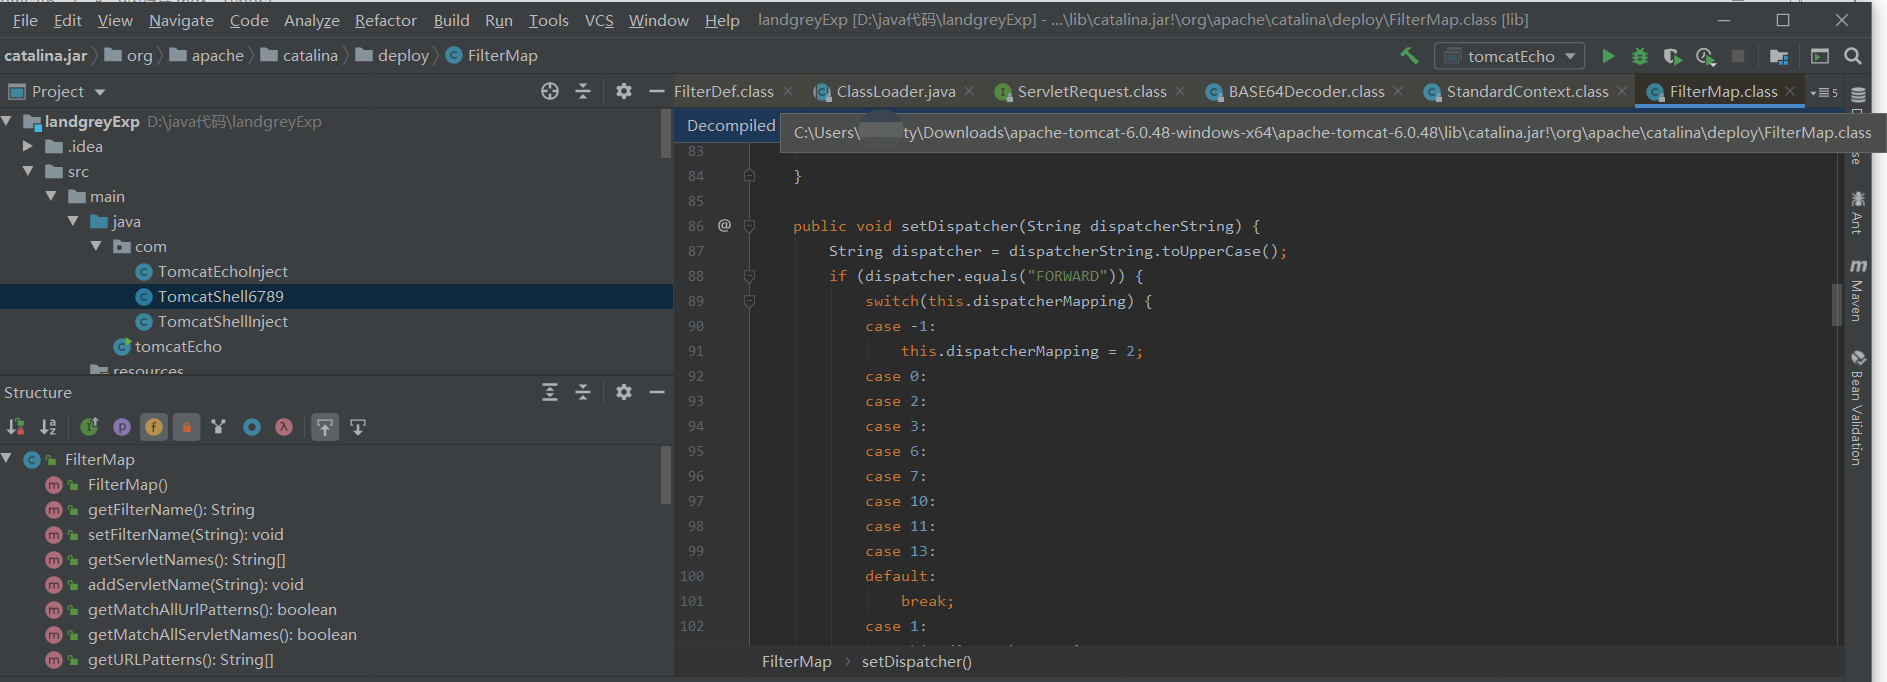 File Edit View Navigate Code Analyze Refactor Build Run Tools VCS Window Help landgreyExp [D:\java代码\landgreyExp] - ...\lib\catalina.jar!\org\apache\catalina\deploy\FilterMap.class [lib]
catalina.jar org apache catalina deploy FilterMap tomcatEcho
Project
FilterDef.class ClassLoader.java ServletRequest.class BASE64Decoder.class StandardContext.class FilterMap.class 5
landgreyExp D:\java代码\landgreyExp
.idea
src
main
java
com
TomcatEchoInject
TomcatShell6789
TomcatShellInject
tomcatEcho
resources
Decompiled
C:\Users\ ty\Downloads\apache-tomcat-6.0.48-windows-x64\apache-tomcat-6.0.48\lib\catalina.jar!\org\apache\catalina\deploy\FilterMap.class
83
84 }
85
86 @ public void setDispatcher(String dispatcherString) {
87 String dispatcher = dispatcherString.toUpperCase();
88 if (dispatcher.equals("FORWARD")) {
89 switch(this.dispatcherMapping) {
90 case -1:
91 this.dispatcherMapping = 2;
92 case 0:
93 case 2:
94 case 3:
95 case 6:
96 case 7:
97 case 10:
98 case 11:
99 case 13:
100 default:
101 break;
102 case 1:
FilterMap › setDispatcher()
Structure
FilterMap
FilterMap()
getFilterName(): String
setFilterName(String): void
getServletNames(): String[]
addServletName(String): void
getMatchAllUrlPatterns(): boolean
getMatchAllServletNames(): boolean
getURLPatterns(): String[]
se
Ant
Maven
Bean Validation